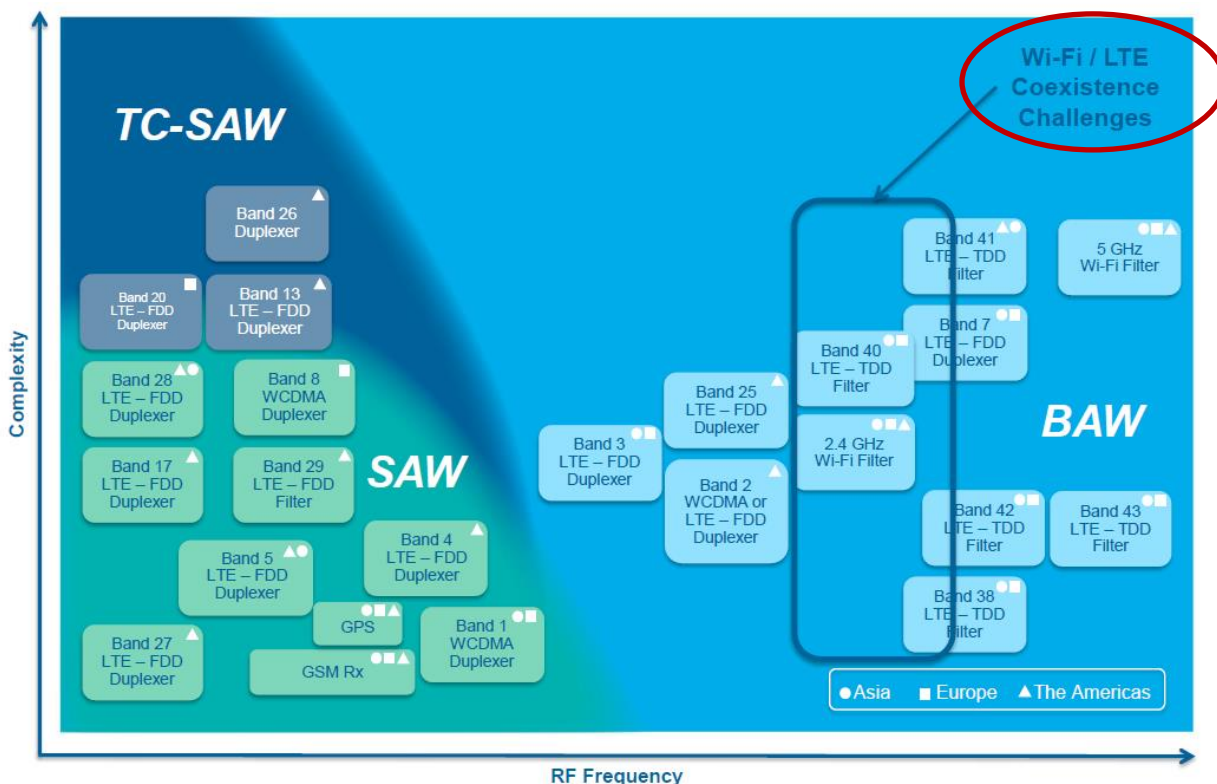 Wi-Fi / LTE
Coexistence
Challenges
TC-SAW
Band 26
Duplexer
Band 41
LTE – TDD
Filter
5 GHz
Wi-Fi Filter
Band 20
LTE – FDD
Duplexer
Band 13
LTE – FDD
Duplexer
Band 7
LTE – FDD
Duplexer
Band 40
LTE – TDD
Filter
Band 28
LTE – FDD
Duplexer
Band 8
WCDMA
Duplexer
Band 25
LTE – FDD
Duplexer
BAW
Band 3
LTE – FDD
Duplexer
2.4 GHz
Wi-Fi Filter
Band 17
LTE – FDD
Duplexer
Band 29
LTE – FDD
Filter
SAW
Band 2
WCDMA or
LTE – FDD
Duplexer
Band 42
LTE – TDD
Filter
Band 43
LTE – TDD
Filter
Band 5
LTE – FDD
Duplexer
Band 4
LTE – FDD
Duplexer
Band 38
LTE – TDD
Filter
GPS
Band 1
WCDMA
Duplexer
Band 27
LTE – FDD
Duplexer
GSM Rx
Asia
Europe
The Americas
Complexity
RF Frequency